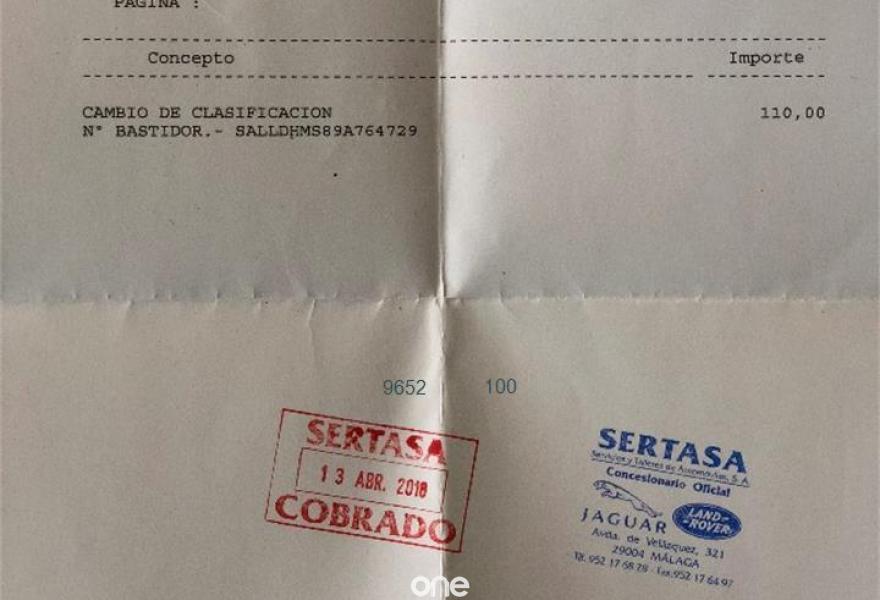 PAGINA :
Concepto Importe
CAMBIO DE CLASIFICACION 110,00
N° BASTIDOR.- SALLDHMS89A764729
9652 100
SERTASA
13 ABR. 2018
COBRADO
SERTASA
Servicios y Talleres de Automoviles, S.A.
Concesionario Oficial
JAGUAR
LAND-
-ROVER
Avda. de Velázquez, 321
29004 MÁLAGA
Tlf. 952 17 68 78 - Fax. 952 17 64 97
one